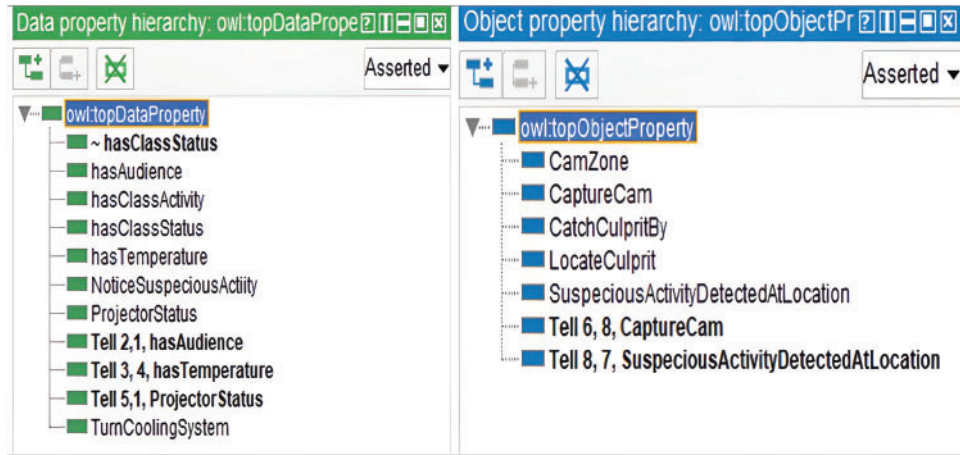 Data property hierarchy: owl:topDataPrope
Asserted
owl:topDataProperty
~ hasClassStatus
hasAudience
hasClassActivity
hasClassStatus
hasTemperature
NoticeSuspeciousActiity
ProjectorStatus
Tell 2,1, hasAudience
Tell 3, 4, hasTemperature
Tell 5,1, ProjectorStatus
TurnCoolingSystem
Object property hierarchy: owl:topObjectPr
Asserted
owl:topObjectProperty
CamZone
CaptureCam
CatchCulpritBy
LocateCulprit
SuspeciousActivityDetectedAtLocation
Tell 6, 8, CaptureCam
Tell 8, 7, SuspeciousActivityDetectedAtLocation